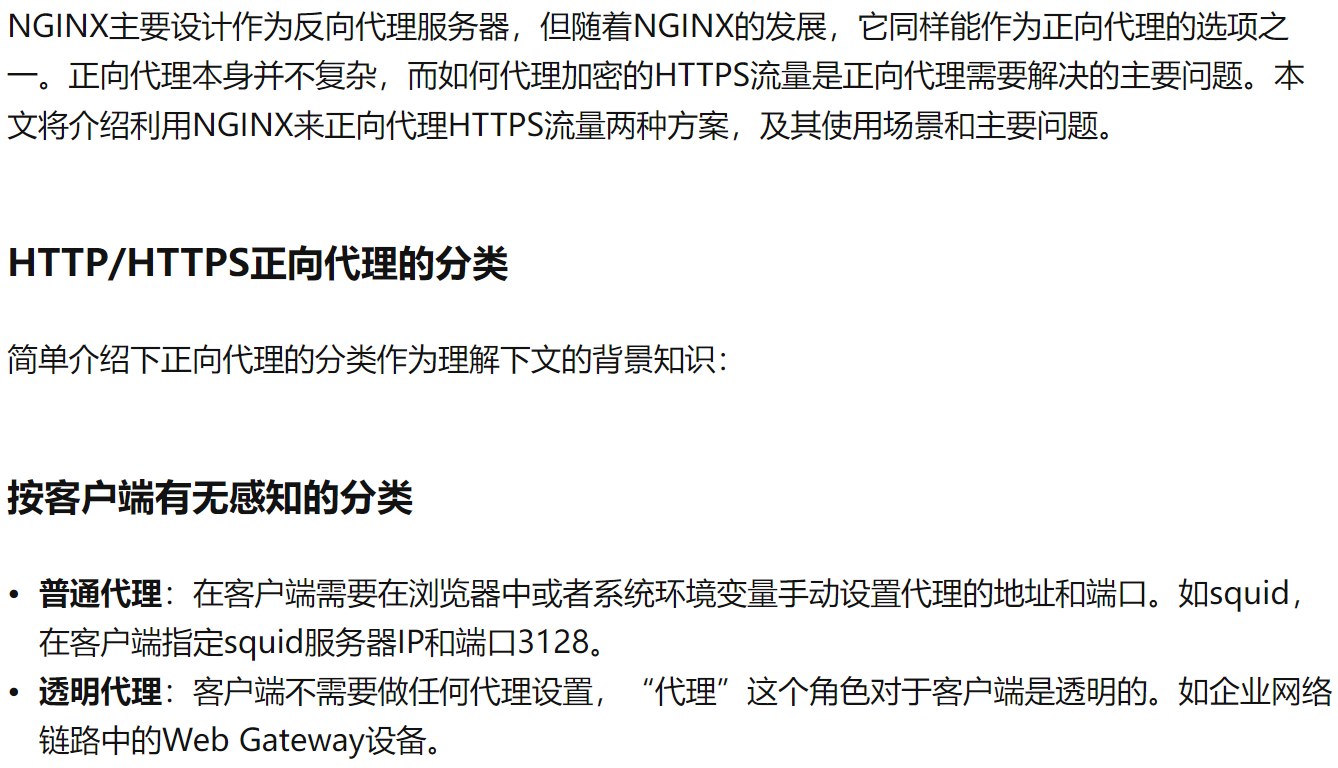 NGINX主要设计作为反向代理服务器，但随着NGINX的发展，它同样能作为正向代理的选项之
一。正向代理本身并不复杂，而如何代理加密的HTTPS流量是正向代理需要解决的主要问题。本
文将介绍利用NGINX来正向代理HTTPS流量两种方案，及其使用场景和主要问题。
HTTP/HTTPS正向代理的分类
简单介绍下正向代理的分类作为理解下文的背景知识：
按客户端有无感知的分类
• 普通代理：在客户端需要在浏览器中或者系统环境变量手动设置代理的地址和端口。如squid，
在客户端指定squid服务器IP和端口3128。
• 透明代理：客户端不需要做任何代理设置，“代理”这个角色对于客户端是透明的。如企业网络
链路中的Web Gateway设备。